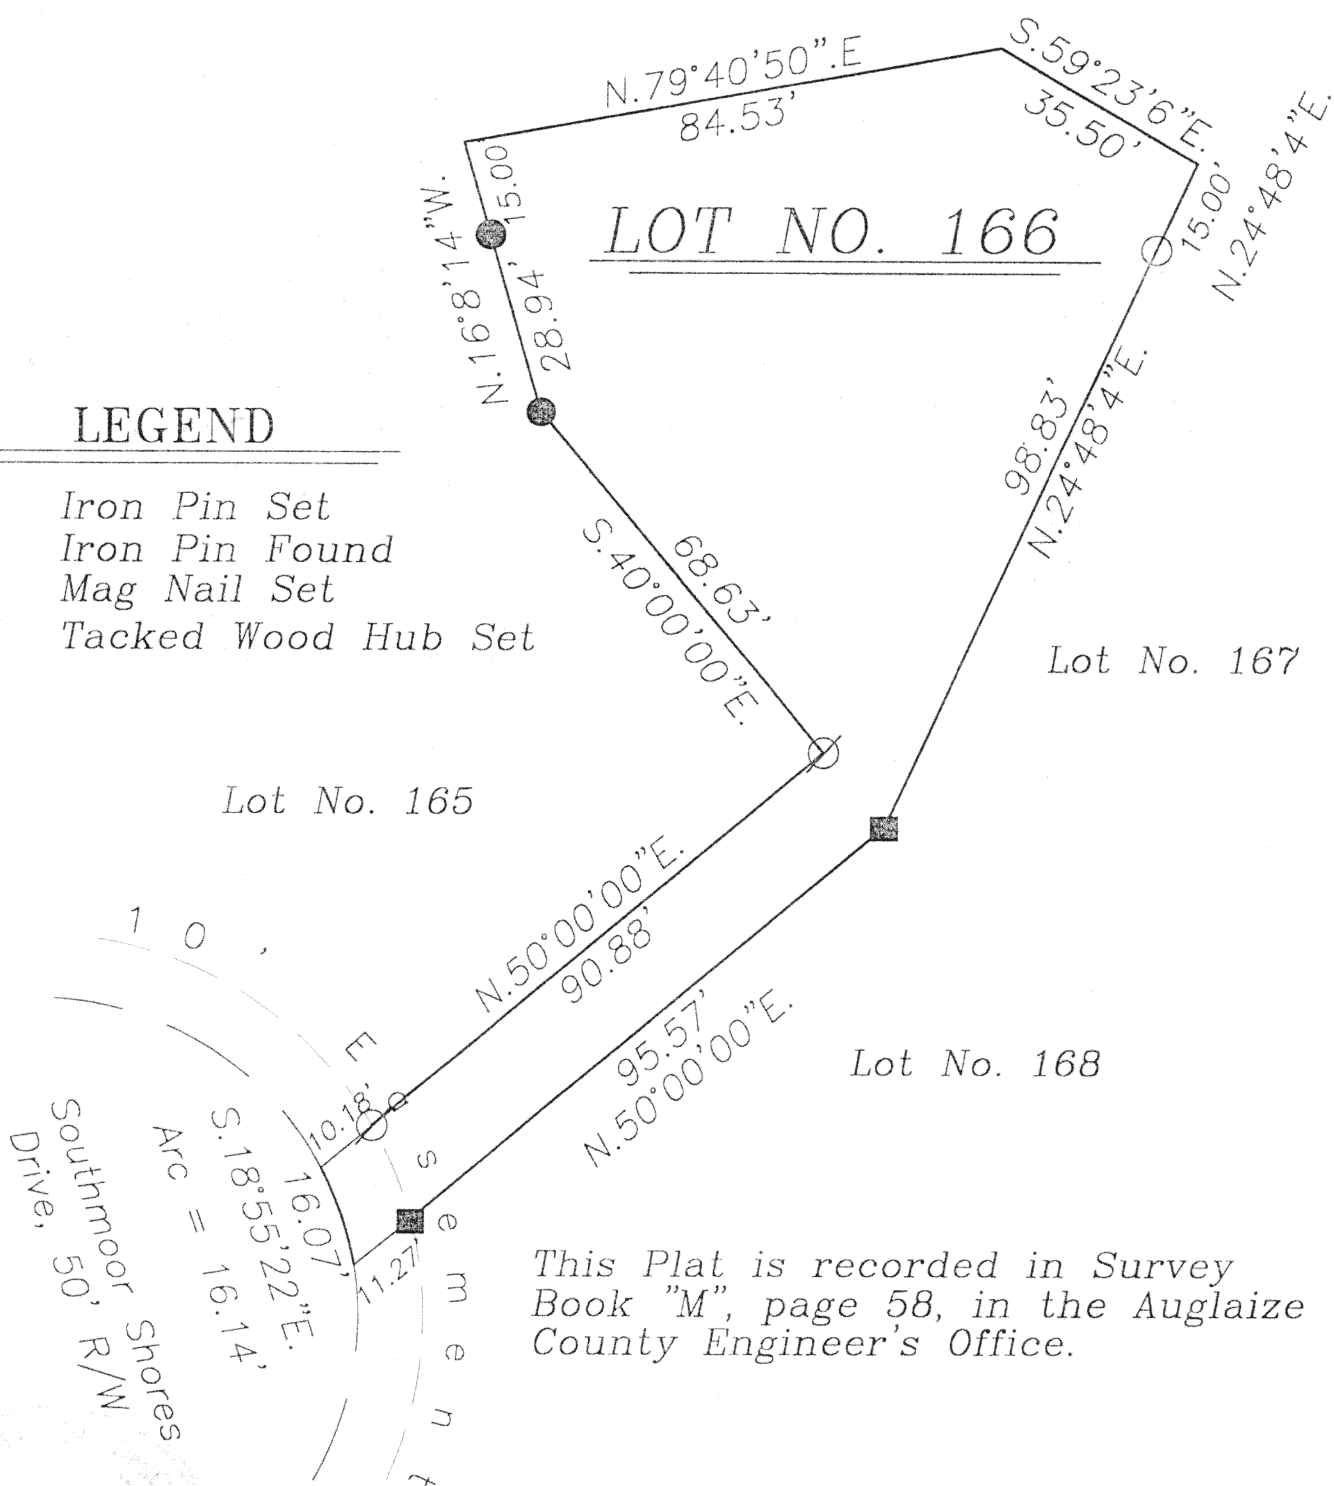 N.79°40'50".E
84.53'
S.59°23'6"E.
35.50'
15.00'
N.24°48'4"E.
15.00
N.16°8'14"W.
28.94'
LOT NO. 166
98.83'
N.24°48'4"E.
LEGEND
Iron Pin Set
Iron Pin Found
Mag Nail Set
Tacked Wood Hub Set
68.63'
S.40°00'00"E.
Lot No. 167
Lot No. 165
N.50°00'00"E.
90.88'
95.57'
N.50°00'00"E.
Lot No. 168
10' Easement
10.18'
16.07'
S.18°55'22"E.
Arc = 16.14'
11.27'
Southmoor Shores
Drive, 50' R/W
This Plat is recorded in Survey
Book "M", page 58, in the Auglaize
County Engineer's Office.